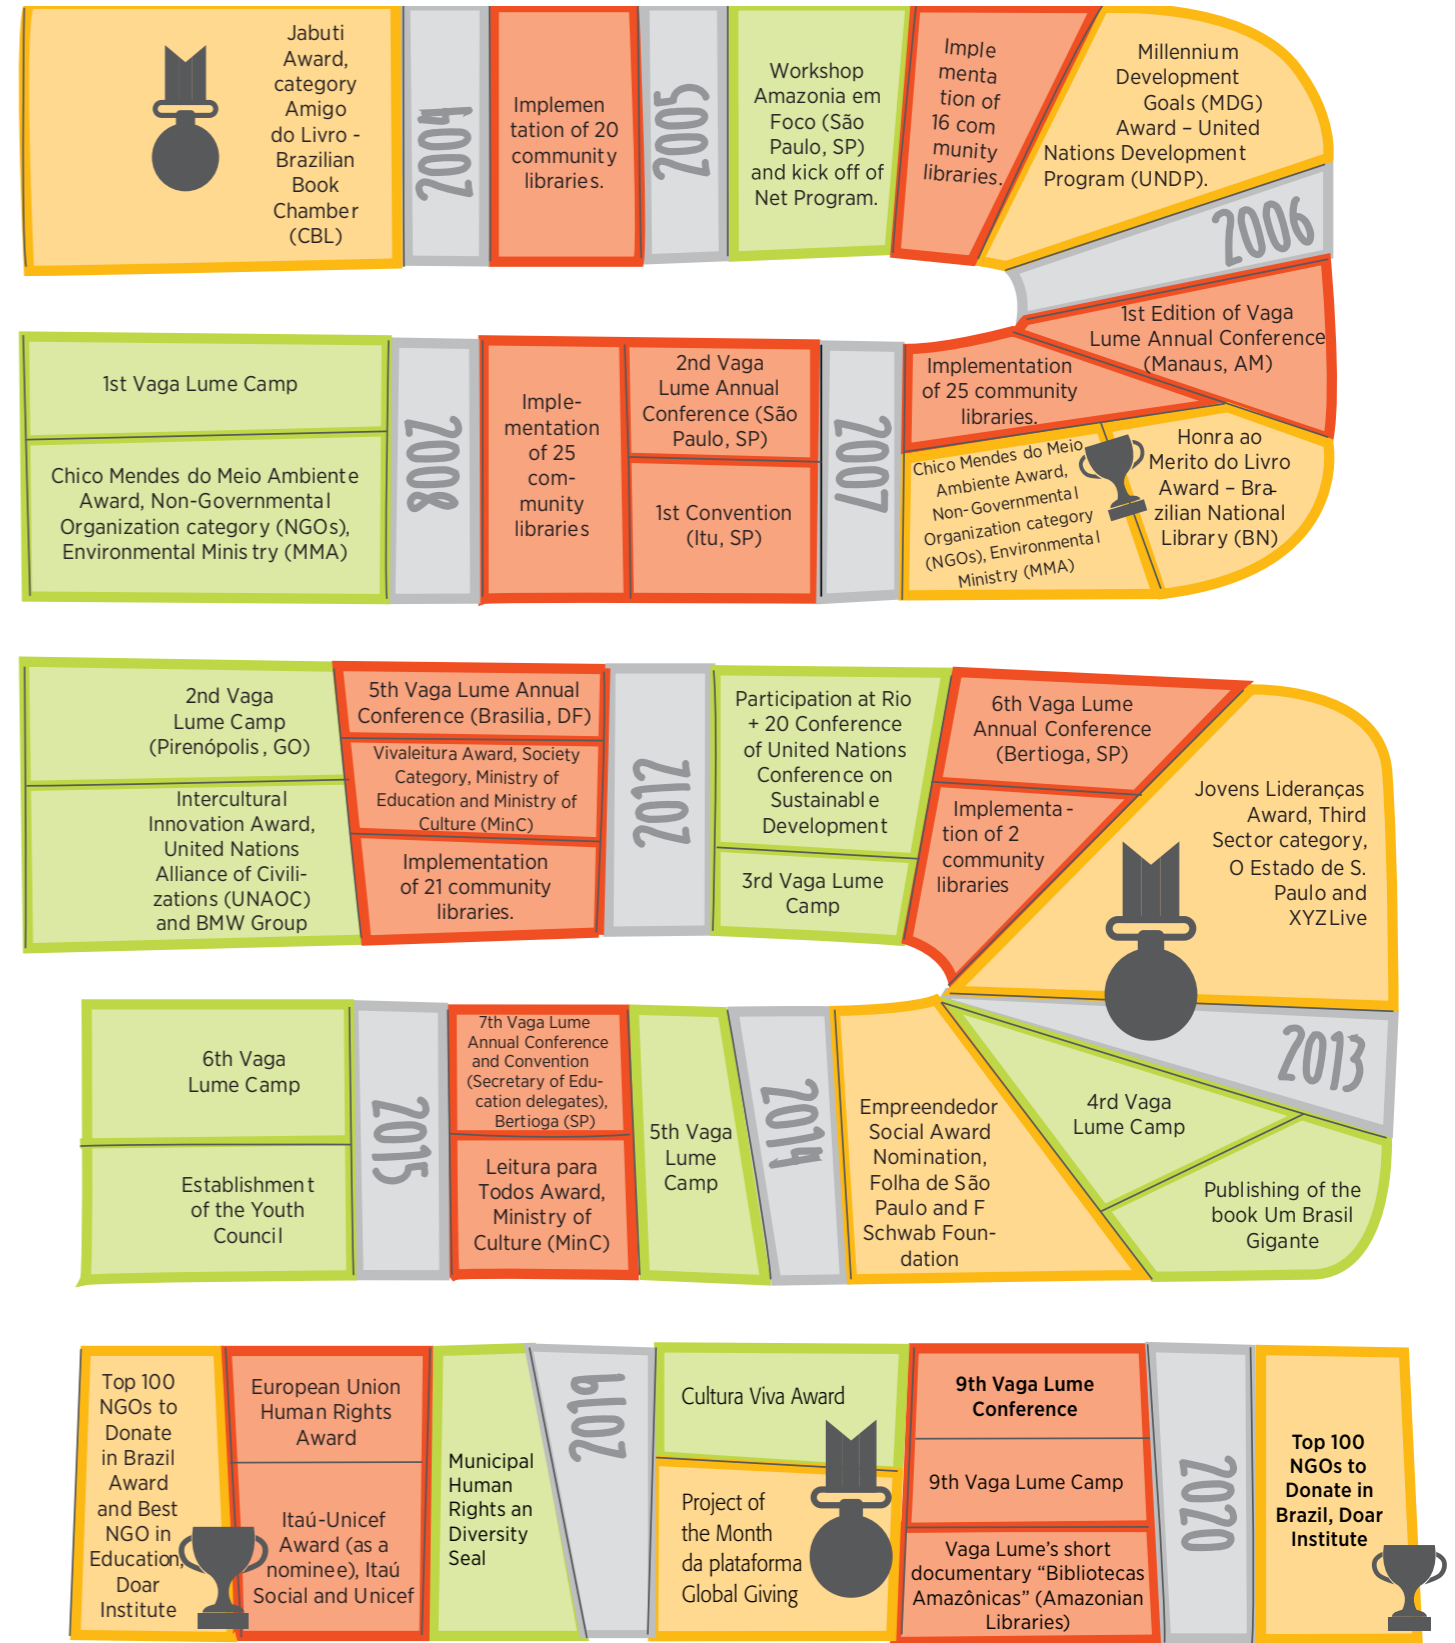 Jabuti
Award,
category
Amigo
do Livro -
Brazilian
Book
Chamber
(CBL)
2004
Implemen
tation of 20
community
libraries.
2005
Workshop
Amazonia em
Foco (São
Paulo, SP)
and kick off of
Net Program.
Imple
menta
tion of
16 com
munity
libraries.
Millennium
Development
Goals (MDG)
Award – United
Nations Development
Program (UNDP).
2006
1st Edition of Vaga
Lume Annual Conference
(Manaus, AM)
Implementation
of 25 community
libraries.
Honra ao
Merito do Livro
Award – Bra-
zilian National
Library (BN)
Chico Mendes do Meio
Ambiente Award,
Non-Governmental
Organization category
(NGOs), Environmental
Ministry (MMA)
2007
2nd Vaga
Lume Annual
Conference (São
Paulo, SP)
1st Convention
(Itu, SP)
Imple-
mentation
of 25
com-
munity
libraries
2008
1st Vaga Lume Camp
Chico Mendes do Meio Ambiente
Award, Non-Governmental
Organization category (NGOs),
Environmental Ministry (MMA)
2nd Vaga
Lume Camp
(Pirenópolis, GO)
Intercultural
Innovation Award,
United Nations
Alliance of Civili-
zations (UNAOC)
and BMW Group
5th Vaga Lume Annual
Conference (Brasilia, DF)
Vivaleitura Award, Society
Category, Ministry of
Education and Ministry of
Culture (MinC)
Implementation
of 21 community
libraries.
2012
Participation at Rio
+ 20 Conference
of United Nations
Conference on
Sustainable
Development
3rd Vaga Lume
Camp
6th Vaga Lume
Annual Conference
(Bertioga, SP)
Implementa-
tion of 2
community
libraries
Jovens Lideranças
Award, Third
Sector category,
O Estado de S.
Paulo and
XYZLive
2013
4rd Vaga
Lume Camp
Publishing of the
book Um Brasil
Gigante
Empreendedor
Social Award
Nomination,
Folha de São
Paulo and F
Schwab Foun-
dation
2014
5th Vaga
Lume
Camp
7th Vaga Lume
Annual Conference
and Convention
(Secretary of Edu-
cation delegates),
Bertioga (SP)
Leitura para
Todos Award,
Ministry of
Culture (MinC)
2015
6th Vaga
Lume Camp
Establishment
of the Youth
Council
Top 100
NGOs to
Donate
in Brazil
Award
and Best
NGO in
Education,
Doar
Institute
European Union
Human Rights
Award
Itaú-Unicef
Award (as a
nominee), Itaú
Social and Unicef
Municipal
Human
Rights an
Diversity
Seal
2019
Cultura Viva Award
Project of
the Month
da plataforma
Global Giving
9th Vaga Lume
Conference
9th Vaga Lume Camp
Vaga Lume's short
documentary “Bibliotecas
Amazônicas” (Amazonian
Libraries)
2020
Top 100
NGOs to
Donate in
Brazil, Doar
Institute